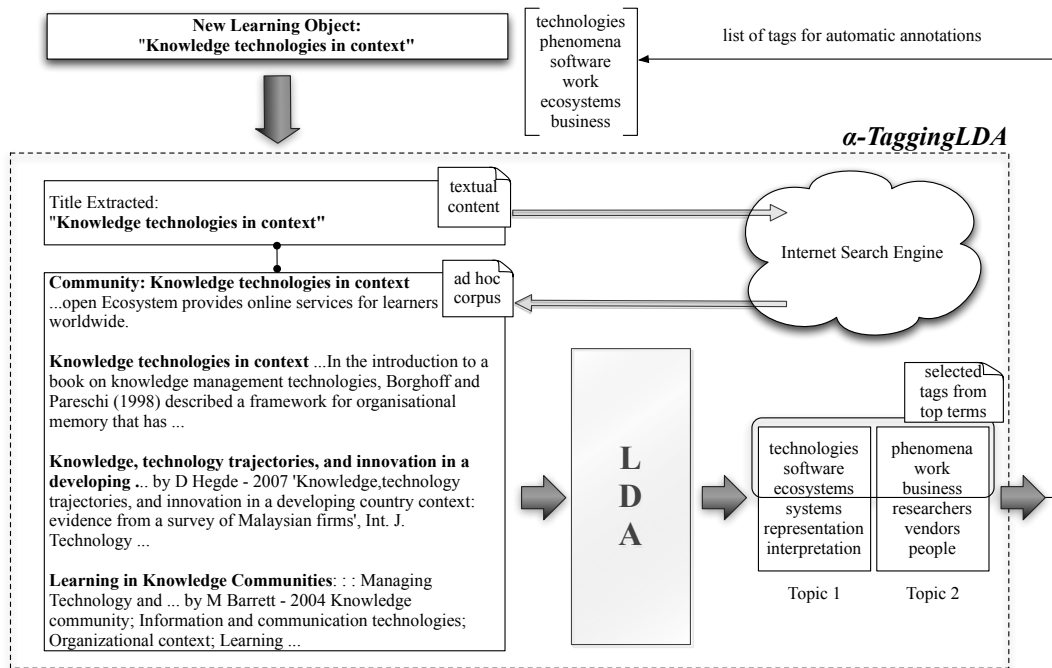 New Learning Object:
"Knowledge technologies in context"
technologies
phenomena
software
work
ecosystems
business
list of tags for automatic annotations
α-TaggingLDA
Title Extracted:
"Knowledge technologies in context"
textual
content
Internet Search Engine
Community: Knowledge technologies in context
...open Ecosystem provides online services for learners
worldwide.
ad hoc
corpus
Knowledge technologies in context ...In the introduction to a
book on knowledge management technologies, Borghoff and
Pareschi (1998) described a framework for organisational
memory that has ...
Knowledge, technology trajectories, and innovation in a
developing ... by D Hegde - 2007 'Knowledge,technology
trajectories, and innovation in a developing country context:
evidence from a survey of Malaysian firms', Int. J.
Technology ...
Learning in Knowledge Communities: : : Managing
Technology and ... by M Barrett - 2004 Knowledge
community; Information and communication technologies;
Organizational context; Learning ...
L
D
A
selected
tags from
top terms
technologies
software
ecosystems
systems
representation
interpretation
phenomena
work
business
researchers
vendors
people
Topic 1
Topic 2